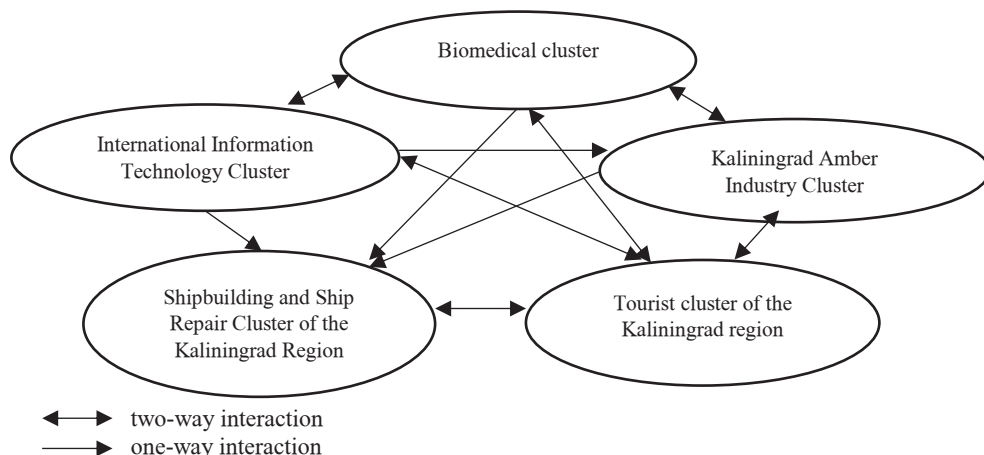 Biomedical cluster
International Information
Technology Cluster
Kaliningrad Amber
Industry Cluster
Shipbuilding and Ship
Repair Cluster of the
Kaliningrad Region
Tourist cluster of the
Kaliningrad region
two-way interaction
one-way interaction